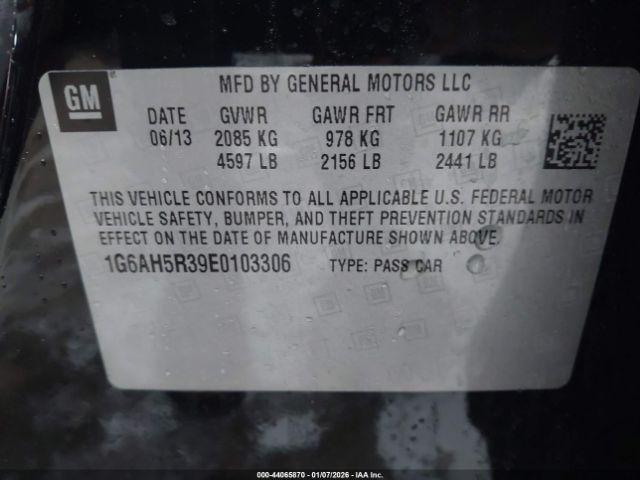 GM
MFD BY GENERAL MOTORS LLC
DATE GVWR GAWR FRT GAWR RR
06/13 2085 KG 978 KG 1107 KG
4597 LB 2156 LB 2441 LB
THIS VEHICLE CONFORMS TO ALL APPLICABLE U.S. FEDERAL MOTOR
VEHICLE SAFETY, BUMPER, AND THEFT PREVENTION STANDARDS IN
EFFECT ON THE DATE OF MANUFACTURE SHOWN ABOVE.
1G6AH5R39E0103306 TYPE: PASS CAR
000-44065870 | 01/07/2026 | IAA Inc.